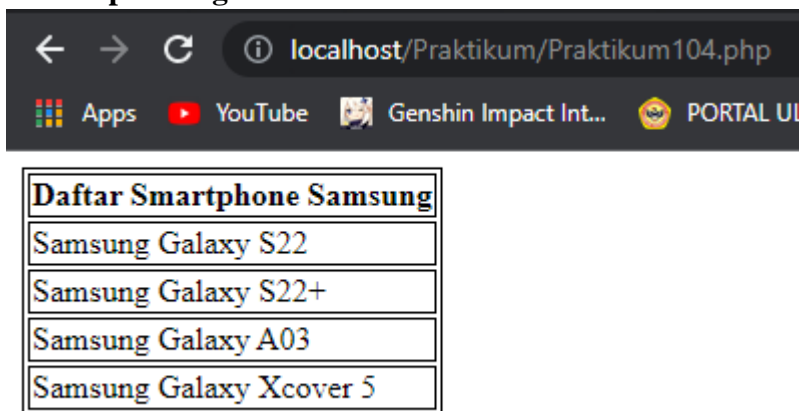 localhost/Praktikum/Praktikum104.php
Apps YouTube Genshin Impact Int... PORTAL
Daftar Smartphone Samsung
Samsung Galaxy S22
Samsung Galaxy S22+
Samsung Galaxy A03
Samsung Galaxy Xcover 5